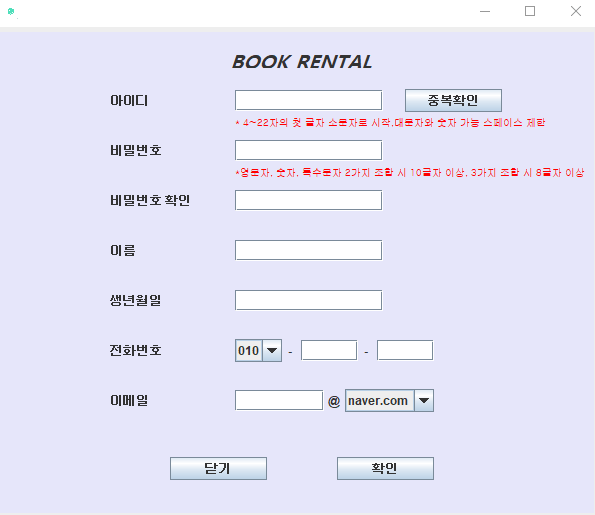 BOOK RENTAL
아이디 중복확인
* 4~22자의 첫 글자 소문자로 시작,대문자와 숫자 가능 스페이스 제한
비밀번호
*영문자, 숫자, 특수문자 2가지 조합 시 10글자 이상, 3가지 조합 시 8글자 이상
비밀번호 확인
이름
생년월일
전화번호 010 - -
이메일 @ naver.com
닫기 확인